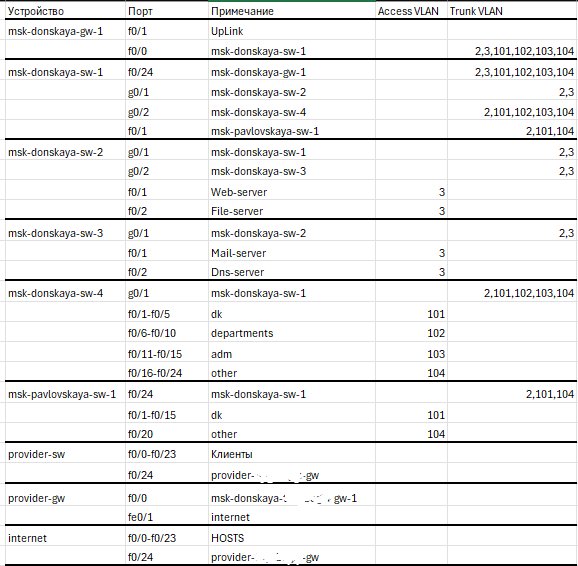 Устройство Порт Примечание Access VLAN Trunk VLAN
msk-donskaya-gw-1 f0/1 UpLink
f0/0 msk-donskaya-sw-1 2,3,101,102,103,104
msk-donskaya-sw-1 f0/24 msk-donskaya-gw-1 2,3,101,102,103,104
g0/1 msk-donskaya-sw-2 2,3
g0/2 msk-donskaya-sw-4 2,101,102,103,104
f0/1 msk-pavlovskaya-sw-1 2,101,104
msk-donskaya-sw-2 g0/1 msk-donskaya-sw-1 2,3
g0/2 msk-donskaya-sw-3 2,3
f0/1 Web-server 3
f0/2 File-server 3
msk-donskaya-sw-3 g0/1 msk-donskaya-sw-2 2,3
f0/1 Mail-server 3
f0/2 Dns-server 3
msk-donskaya-sw-4 g0/1 msk-donskaya-sw-1 2,101,102,103,104
f0/1-f0/5 dk 101
f0/6-f0/10 departments 102
f0/11-f0/15 adm 103
f0/16-f0/24 other 104
msk-pavlovskaya-sw-1 f0/24 msk-donskaya-sw-1 2,101,104
f0/1-f0/15 dk 101
f0/20 other 104
provider-sw f0/0-f0/23 Клиенты
f0/24 provider- -gw
provider-gw f0/0 msk-donskaya- gw-1
fe0/1 internet
internet f0/0-f0/23 HOSTS
f0/24 provider- -gw